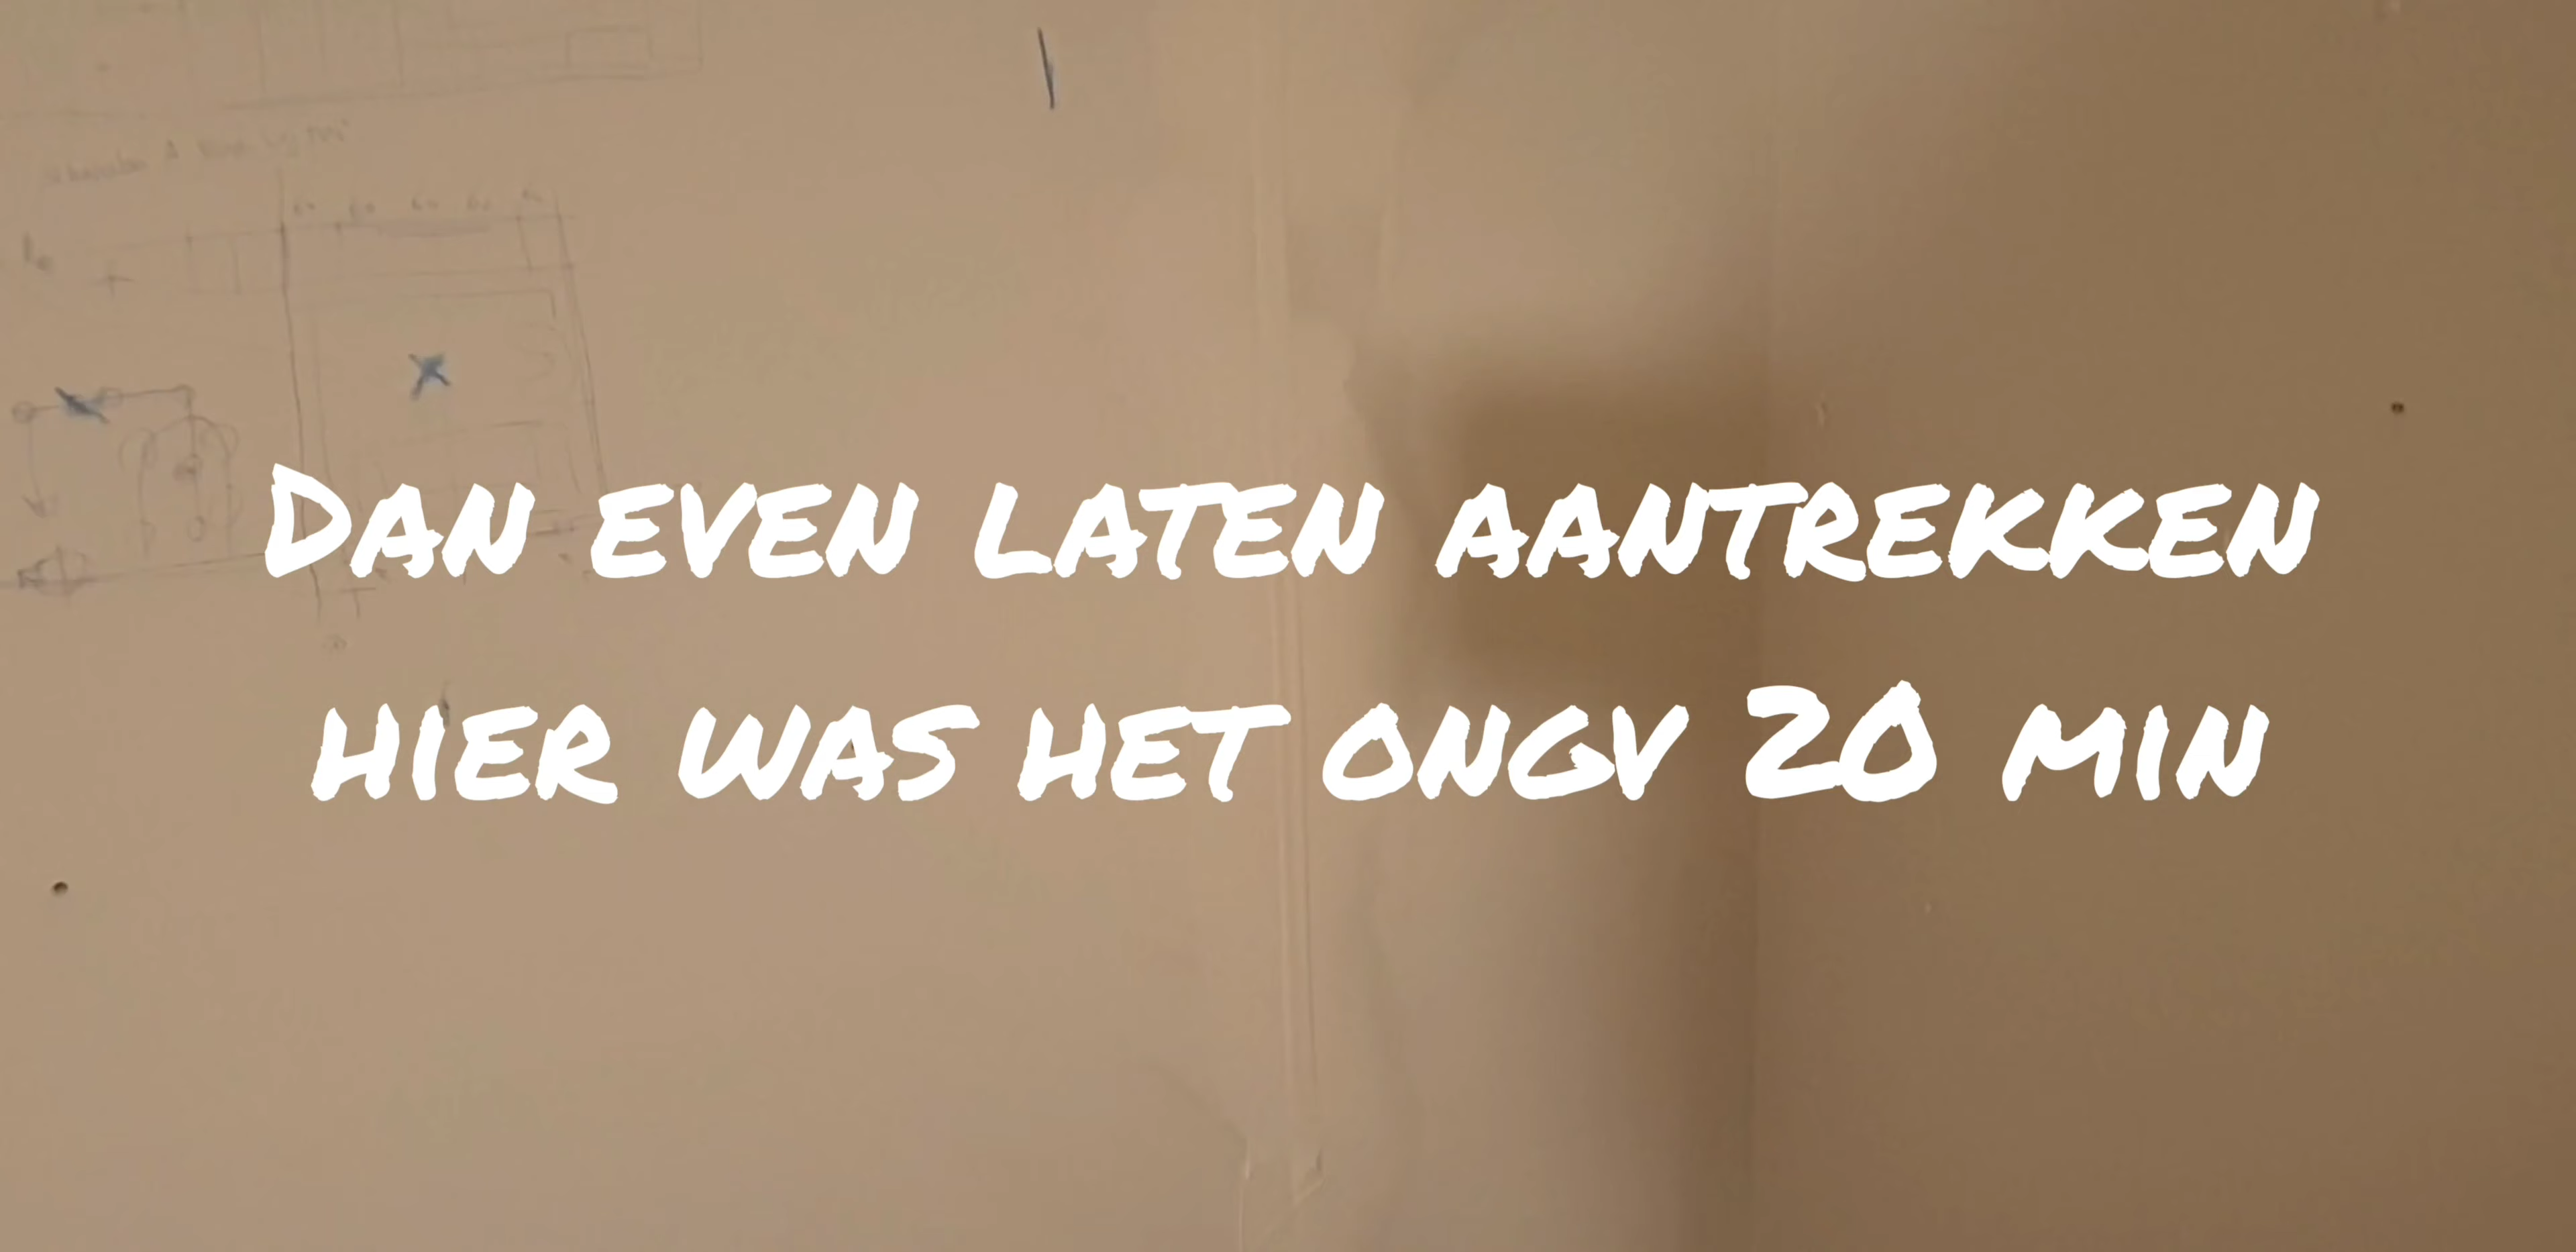 Dan even laten aantrekken
hier was het ongv 20 min